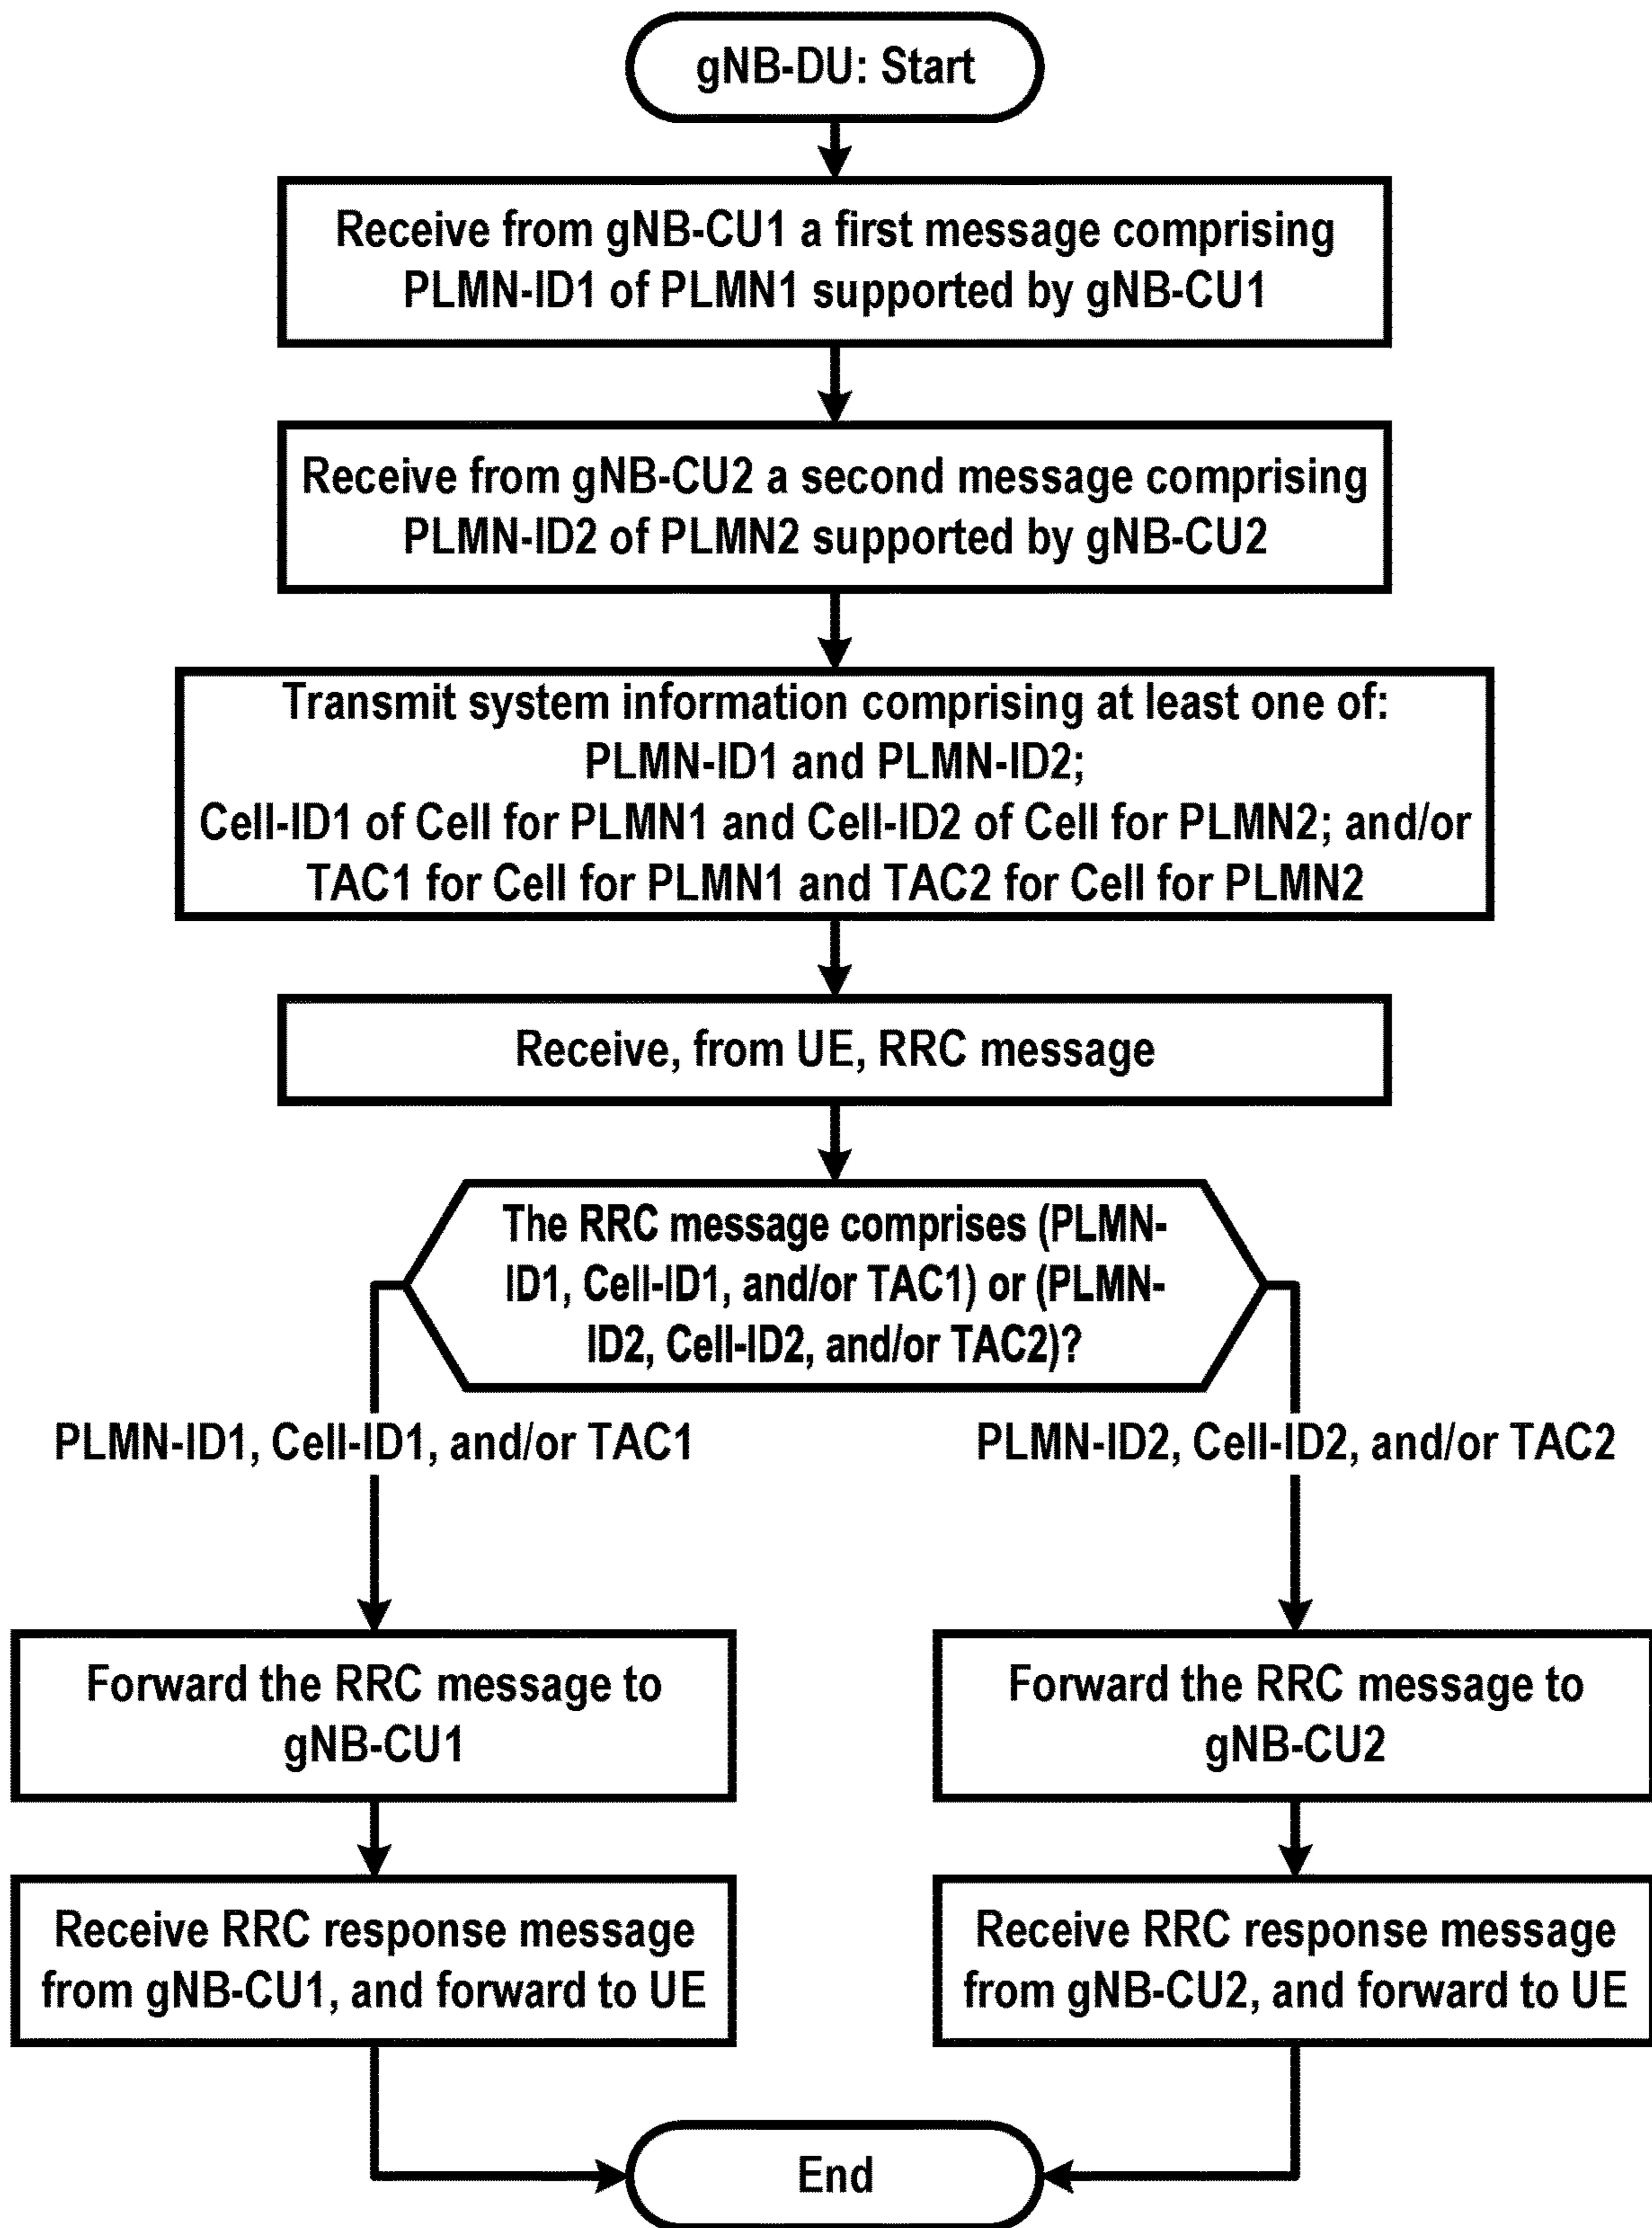 gNB-DU: Start
Receive from gNB-CU1 a first message comprising
PLMN-ID1 of PLMN1 supported by gNB-CU1
Receive from gNB-CU2 a second message comprising
PLMN-ID2 of PLMN2 supported by gNB-CU2
Transmit system information comprising at least one of:
PLMN-ID1 and PLMN-ID2;
Cell-ID1 of Cell for PLMN1 and Cell-ID2 of Cell for PLMN2; and/or
TAC1 for Cell for PLMN1 and TAC2 for Cell for PLMN2
Receive, from UE, RRC message
The RRC message comprises (PLMN-
ID1, Cell-ID1, and/or TAC1) or (PLMN-
ID2, Cell-ID2, and/or TAC2)?
PLMN-ID1, Cell-ID1, and/or TAC1
PLMN-ID2, Cell-ID2, and/or TAC2
Forward the RRC message to
gNB-CU1
Forward the RRC message to
gNB-CU2
Receive RRC response message
from gNB-CU1, and forward to UE
Receive RRC response message
from gNB-CU2, and forward to UE
End